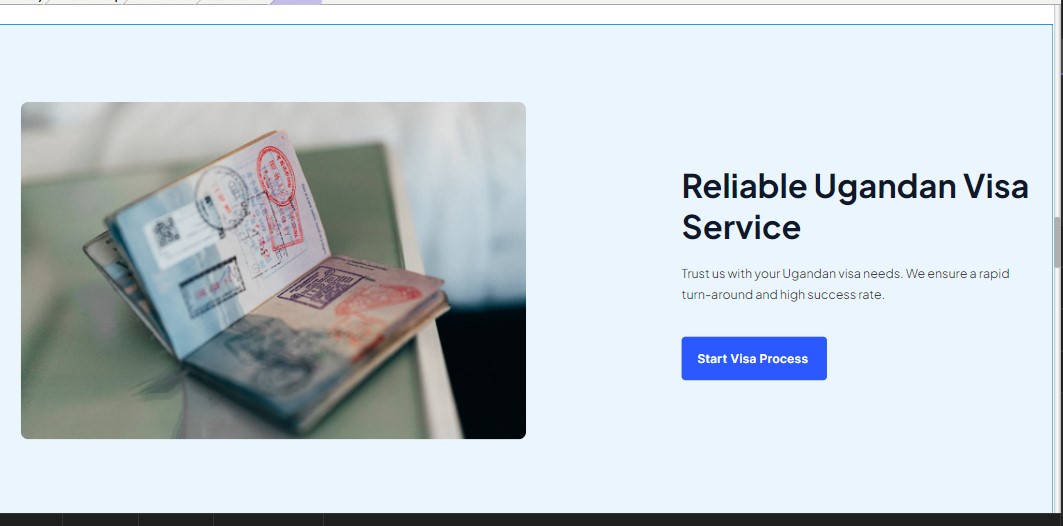 Reliable Ugandan Visa
Service
Trust us with your Ugandan visa needs. We ensure a rapid
turn-around and high success rate.
Start Visa Process